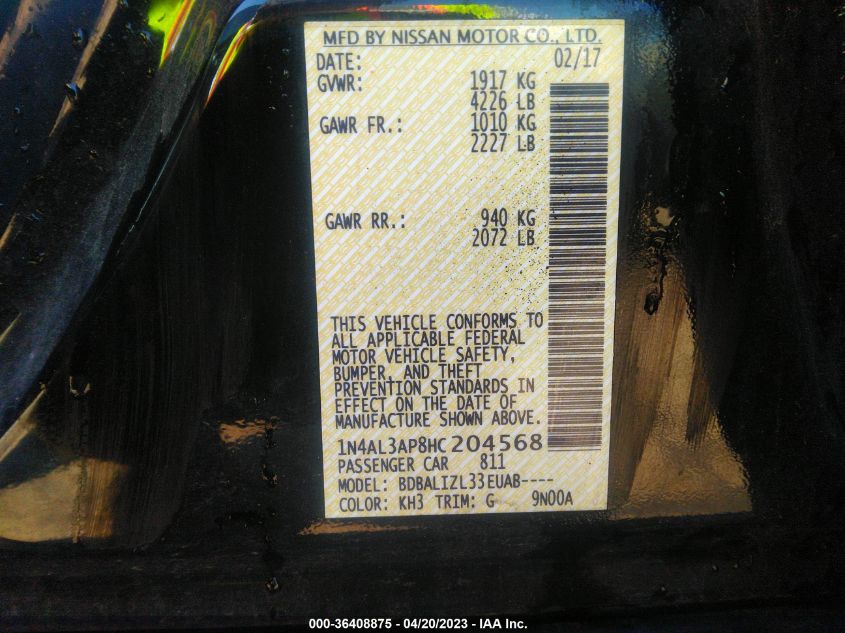 MFD BY NISSAN MOTOR CO., LTD.
DATE: 02/17
GVWR: 1917 KG
4226 LB
GAWR FR.: 1010 KG
2227 LB
GAWR RR.: 940 KG
2072 LB
THIS VEHICLE CONFORMS TO
ALL APPLICABLE FEDERAL
MOTOR VEHICLE SAFETY,
BUMPER, AND THEFT
PREVENTION STANDARDS IN
EFFECT ON THE DATE OF
MANUFACTURE SHOWN ABOVE.
1N4AL3AP8HC204568
PASSENGER CAR 811
MODEL: BDBALIZL33EUAB----
COLOR: KH3 TRIM: G 9N00A
000-36408875 - 04/20/2023 - IAA Inc.